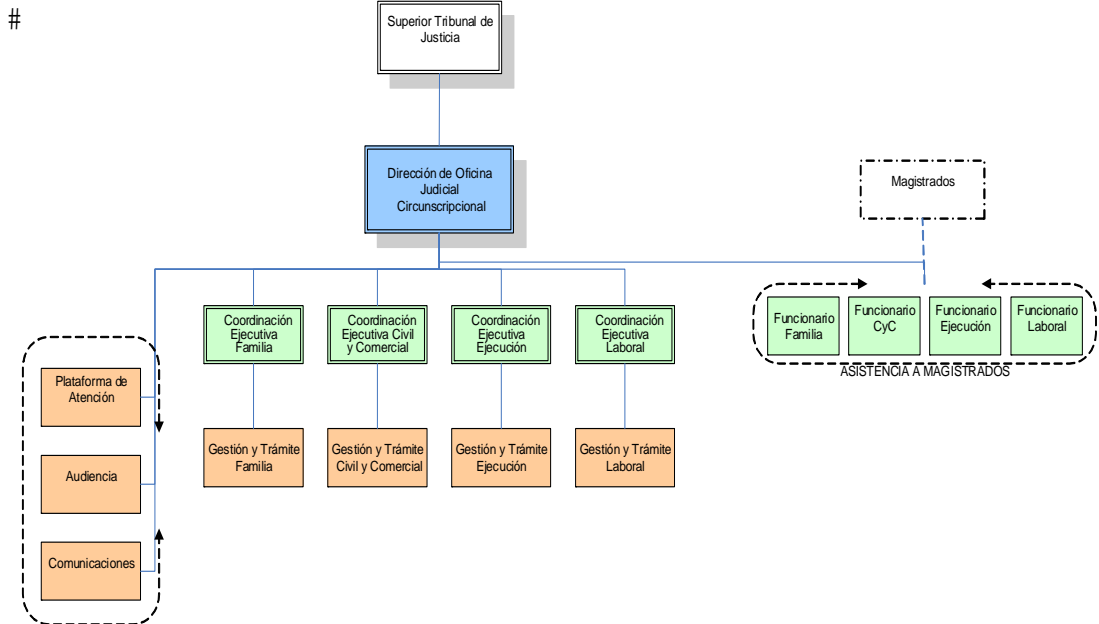 #
Superior Tribunal de
Justicia
Dirección de Oficina
Judicial
Circunscripcional
Magistrados
Coordinación
Ejecutiva
Familia
Coordinación
Ejecutiva Civil
y Comercial
Coordinación
Ejecutiva
Ejecución
Coordinación
Ejecutiva
Laboral
Funcionario
Familia
Funcionario
CyC
Funcionario
Ejecución
Funcionario
Laboral
ASISTENCIA A MAGISTRADOS
Plataforma de
Atención
Audiencia
Comunicaciones
Gestión y Trámite
Familia
Gestión y Trámite
Civil y Comercial
Gestión y Trámite
Ejecución
Gestión y Trámite
Laboral